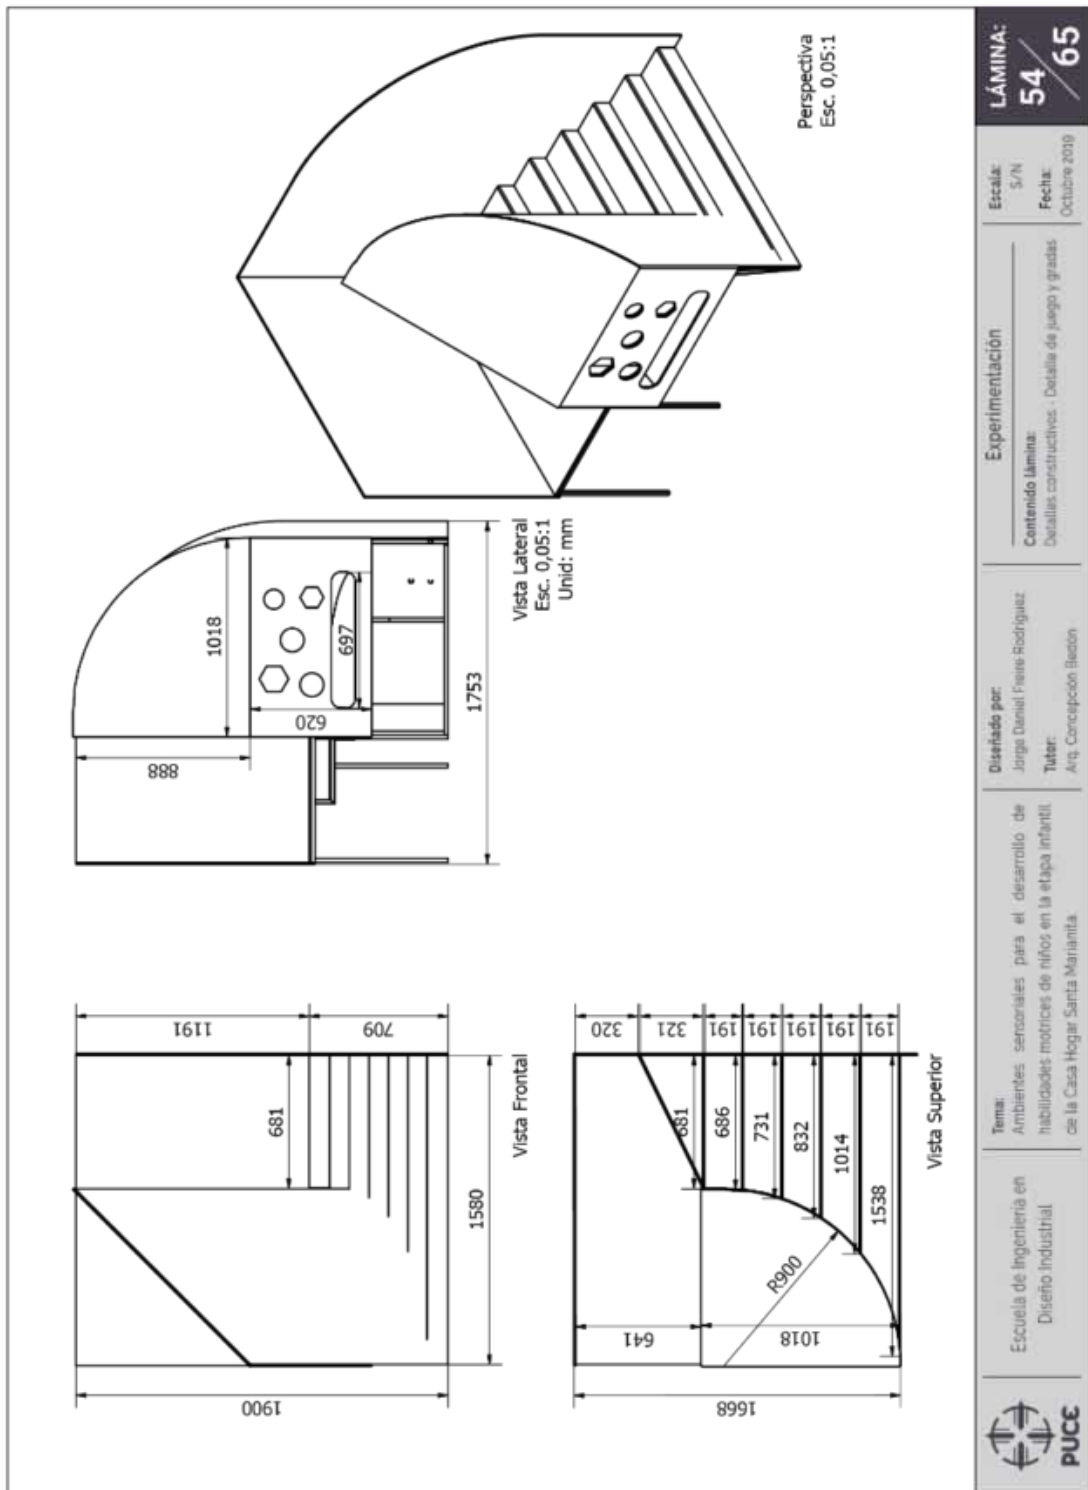 Vista Frontal
1900
1191
709
681
1580
Vista Lateral
Esc. 0,05:1
Unid: mm
888
1018
620
697
1753
Perspectiva
Esc. 0,05:1
Vista Superior
1668
641
1018
R900
320
321
191
191
191
191
191
681
686
731
832
1014
1538
PUCE
Escuela de Ingeniería en
Diseño Industrial
Tema:
Ambientes sensoriales para el desarrollo de
habilidades motrices de niños en la etapa infantil
de la Casa Hogar Santa Marianita
Diseñado por:
Jorge Daniel Freire Rodríguez
Tutor:
Arq. Concepción Bedón
Experimentación
Contenido lámina:
Detalles constructivos - Detalle de juego y gradas
Escala:
S/N
Fecha:
Octubre 2019
LÁMINA:
54/65